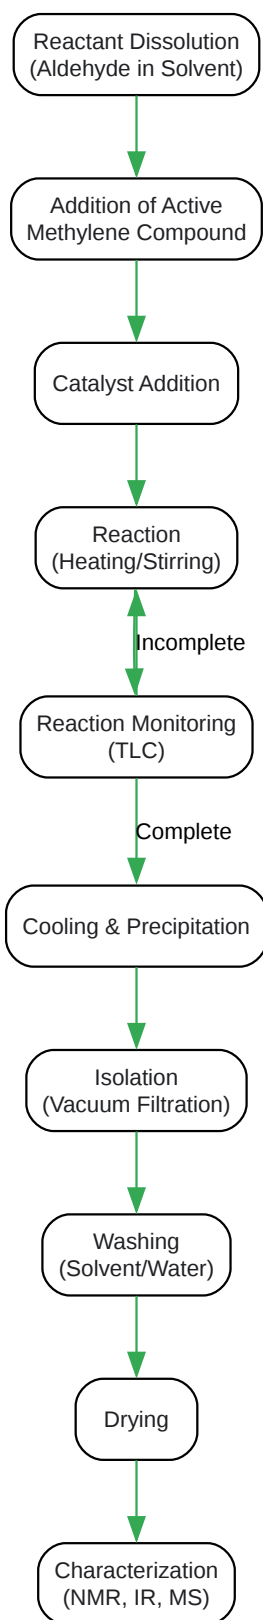 Reactant Dissolution
(Aldehyde in Solvent)
Addition of Active
Methylene Compound
Catalyst Addition
Reaction
(Heating/Stirring)
Incomplete
Reaction Monitoring
(TLC)
Complete
Cooling & Precipitation
Isolation
(Vacuum Filtration)
Washing
(Solvent/Water)
Drying
Characterization
(NMR, IR, MS)